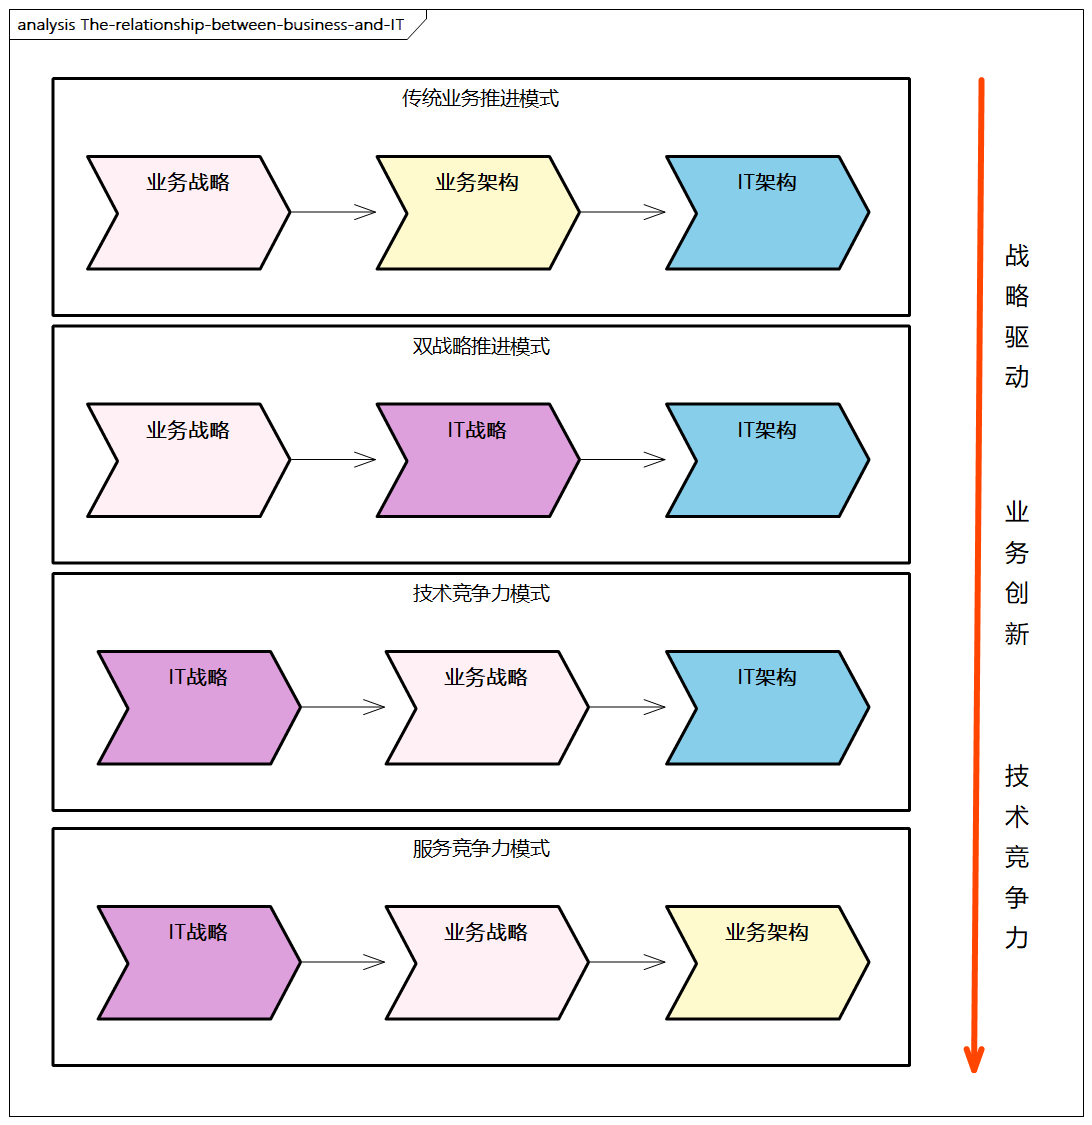 analysis The-relationship-between-business-and-IT
传统业务推进模式
业务战略
业务架构
IT架构
双战略推进模式
业务战略
IT战略
IT架构
技术竞争力模式
IT战略
业务战略
IT架构
服务竞争力模式
IT战略
业务战略
业务架构
战略驱动
业务创新
技术竞争力